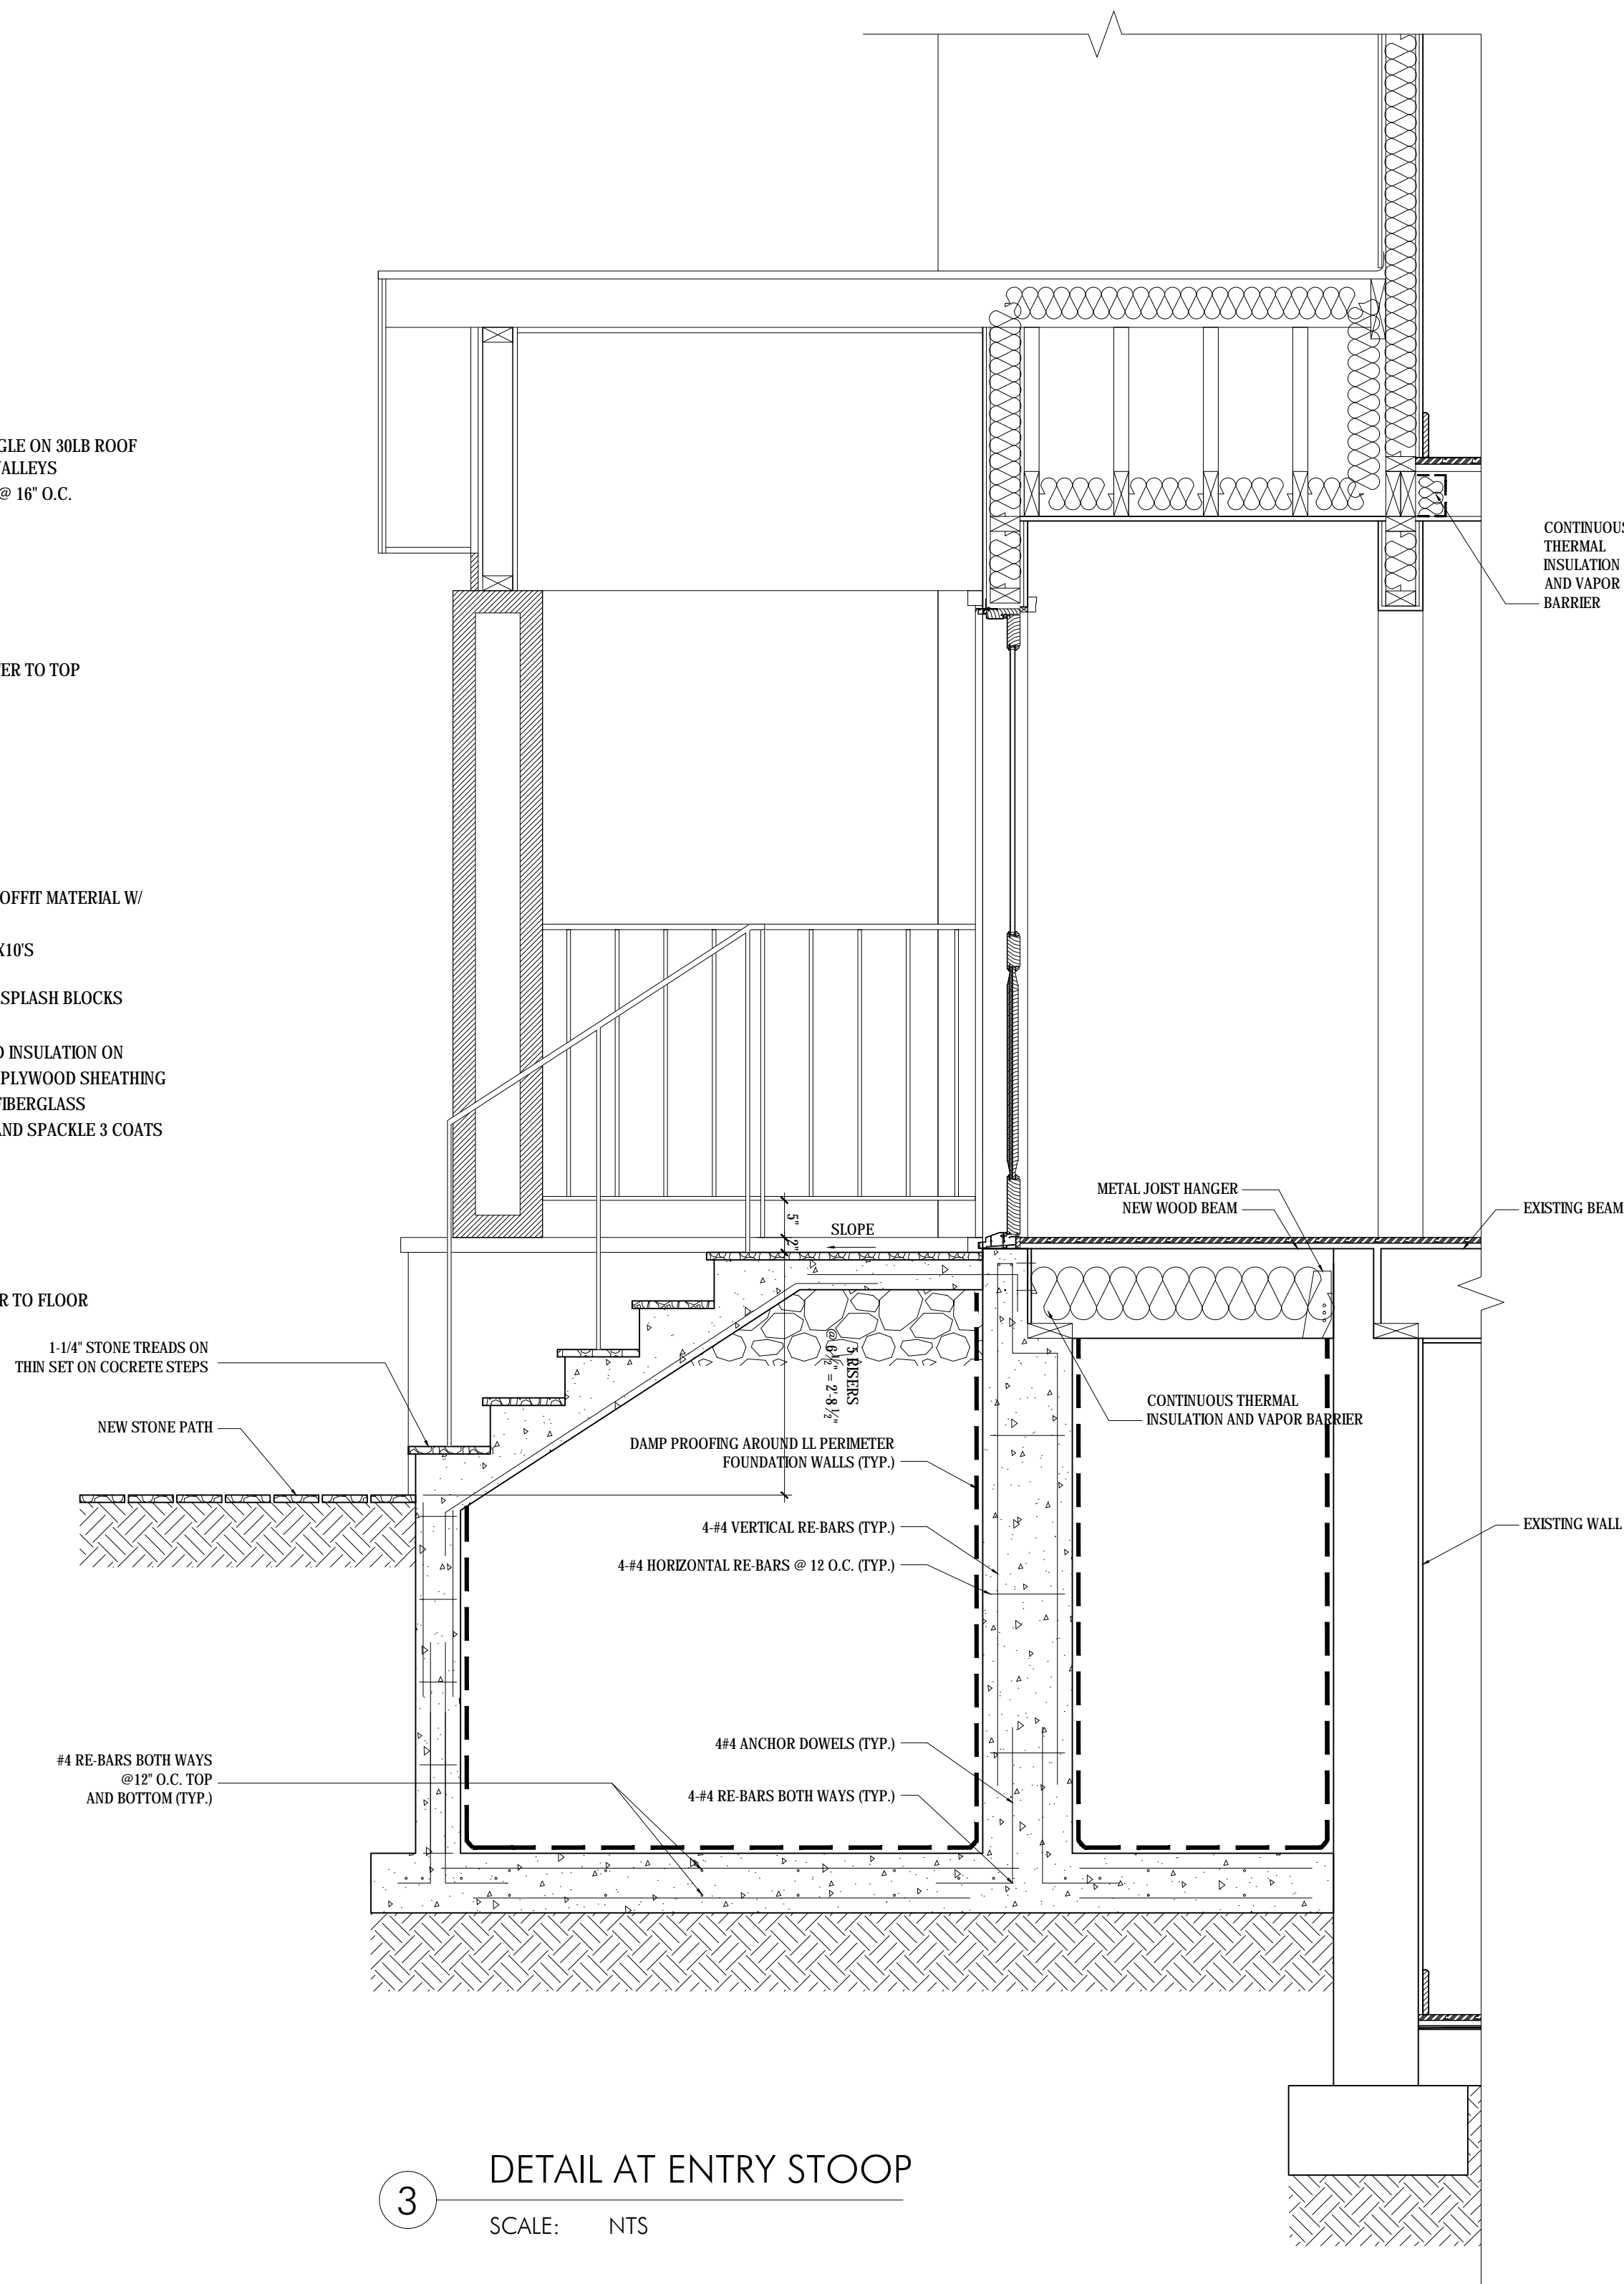 GLE ON 30LB ROOF
VALLEYS
@ 16" O.C.
CONTINUOUS
THERMAL
INSULATION
AND VAPOR
BARRIER
ER TO TOP
OFFIT MATERIAL W/
X10'S
SPLASH BLOCKS
D INSULATION ON
PLYWOOD SHEATHING
FIBERGLASS
AND SPACKLE 3 COATS
METAL JOIST HANGER
NEW WOOD BEAM
EXISTING BEAM
5"
2"
SLOPE
R TO FLOOR
1-1/4" STONE TREADS ON
THIN SET ON COCRETE STEPS
5 RISERS
@ 6 1/2" = 2'-8 1/2"
NEW STONE PATH
CONTINUOUS THERMAL
INSULATION AND VAPOR BARRIER
DAMP PROOFING AROUND LL PERIMETER
FOUNDATION WALLS (TYP.)
4-#4 VERTICAL RE-BARS (TYP.)
EXISTING WALL
4-#4 HORIZONTAL RE-BARS @ 12 O.C. (TYP.)
4#4 ANCHOR DOWELS (TYP.)
#4 RE-BARS BOTH WAYS
@12" O.C. TOP
AND BOTTOM (TYP.)
4-#4 RE-BARS BOTH WAYS (TYP.)
3
DETAIL AT ENTRY STOOP
SCALE: NTS